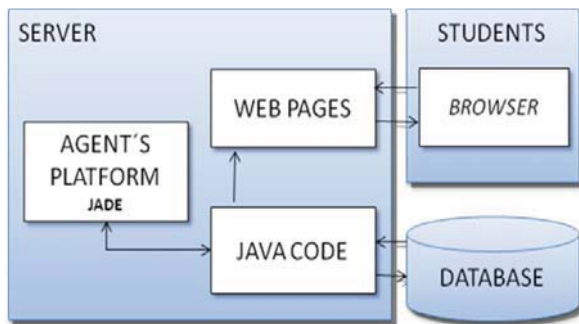 SERVER
STUDENTS
WEB PAGES
BROWSER
AGENT´S
PLATFORM
JADE
JAVA CODE
DATABASE